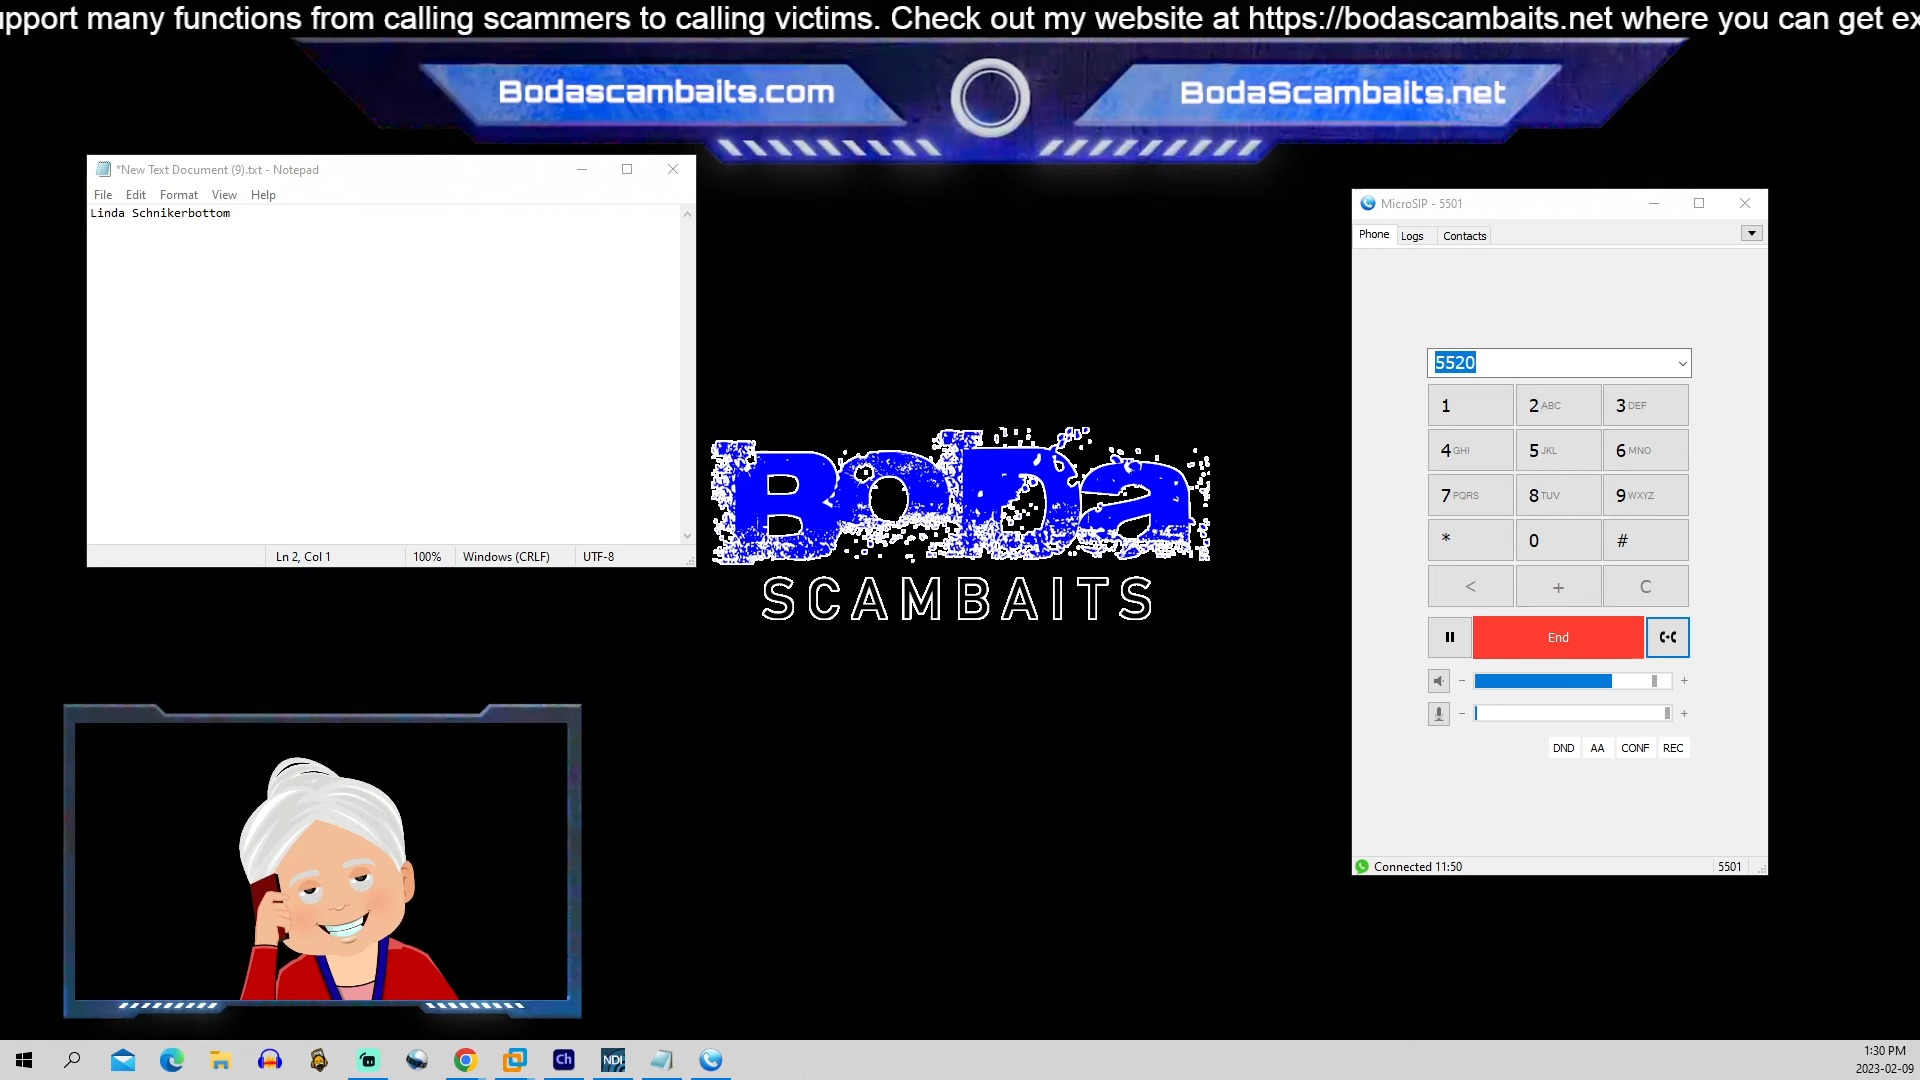 upport many functions from calling scammers to calling victims. Check out my website at https://bodascambaits.net where you can get ex
Bodascambaits.com
BodaScambaits.net
*New Text Document (9).txt - Notepad
File Edit Format View Help
Linda Schnikerbottom
Ln 2, Col 1 100% Windows (CRLF) UTF-8
BoDa
SCAMBAITS
MicroSIP - 5501
Phone Logs Contacts
5520
1 2 ABC 3 DEF
4 GHI 5 JKL 6 MNO
7 PQRS 8 TUV 9 WXYZ
* 0 #
< + C
End
- +
- +
DND AA CONF REC
Connected 11:50 5501
Ch NDI
1:30 PM
2023-02-09